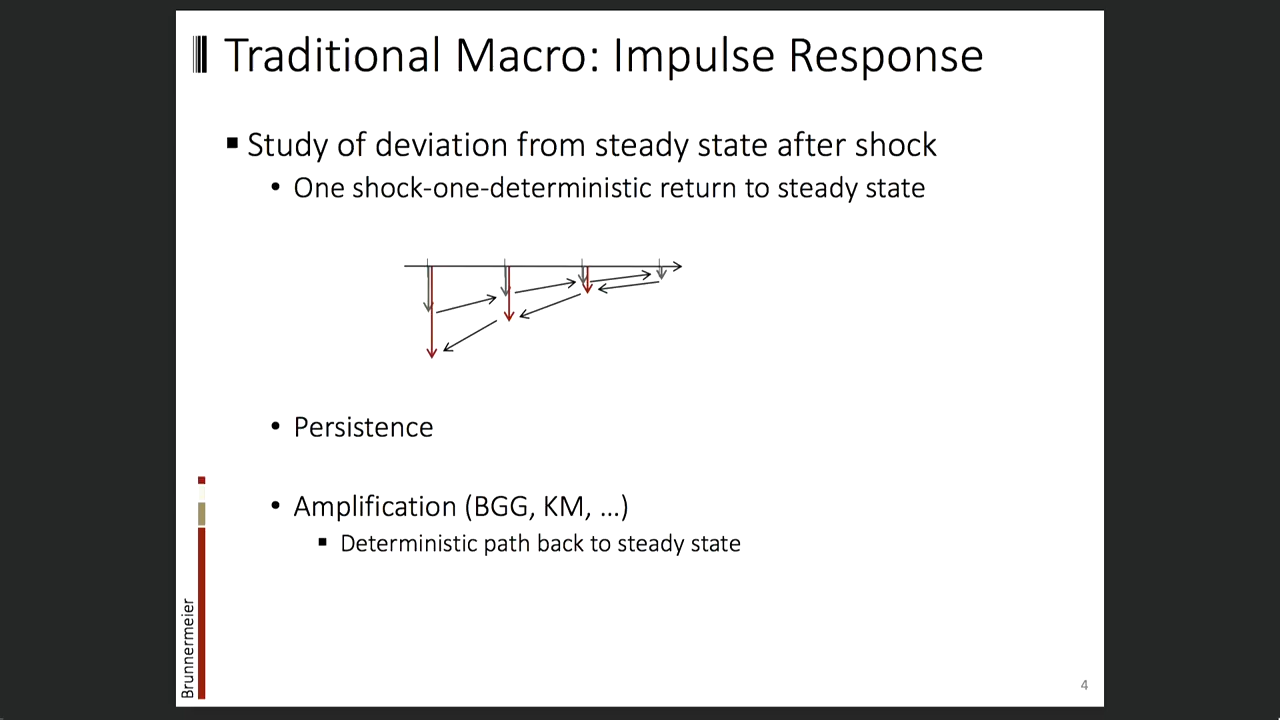 Traditional Macro: Impulse Response
Study of deviation from steady state after shock
One shock-one-deterministic return to steady state
Persistence
Amplification (BGG, KM, …)
Deterministic path back to steady state
Brunnermeier
4